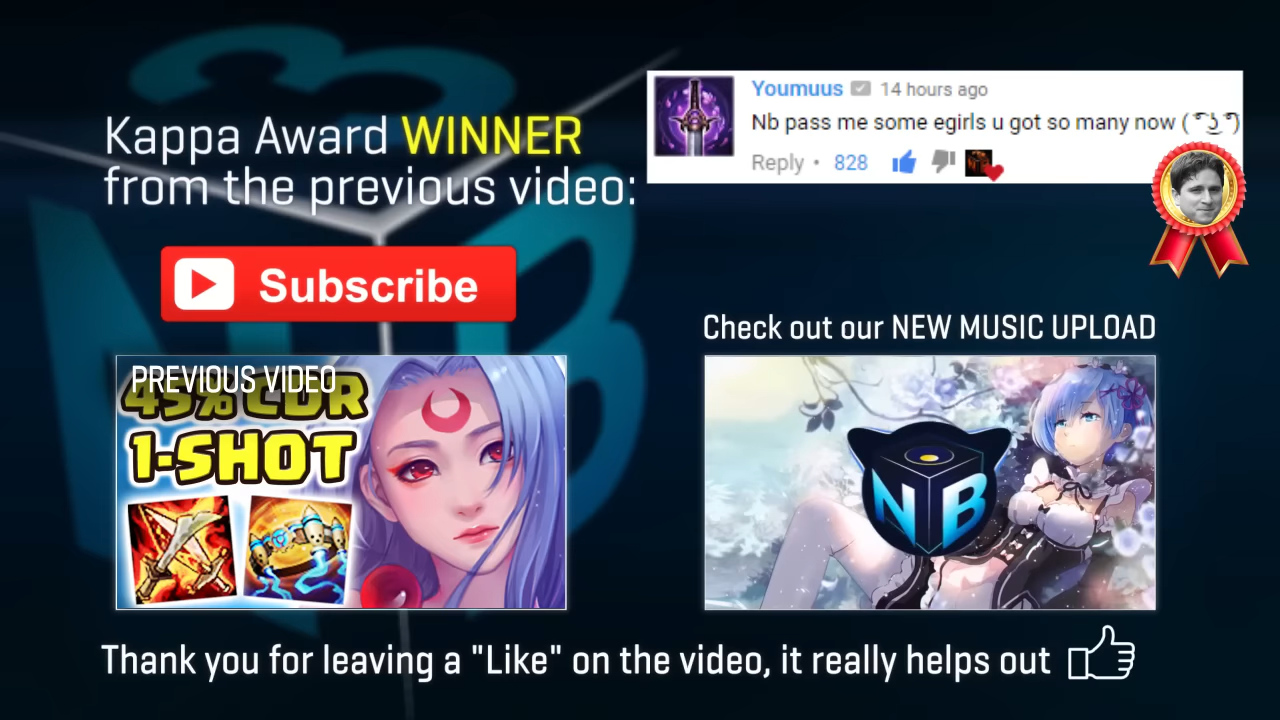 Kappa Award WINNER
from the previous video:
Youmuus 14 hours ago
Nb pass me some egirls u got so many now ( ͡° ͜ʖ ͡°)
Reply • 828
Subscribe
PREVIOUS VIDEO
45% CDR
1-SHOT
Check out our NEW MUSIC UPLOAD
NB
Thank you for leaving a "Like" on the video, it really helps out
NB